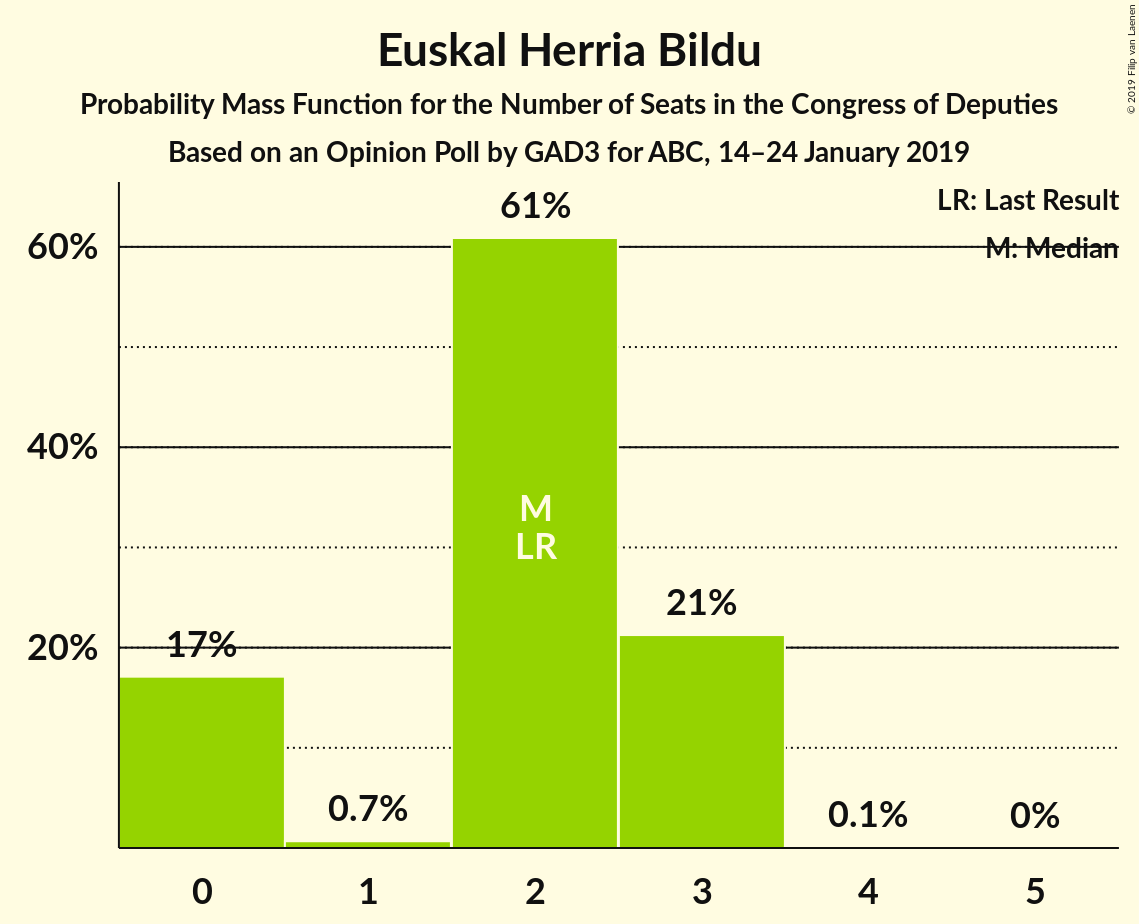 Euskal Herria Bildu
Probability Mass Function for the Number of Seats in the Congress of Deputies
Based on an Opinion Poll by GAD3 for ABC, 14–24 January 2019
© 2019 Filip van Laenen
LR: Last Result
M: Median
60%
40%
20%
17%
0.7%
61%
M
LR
21%
0.1%
0%
0
1
2
3
4
5